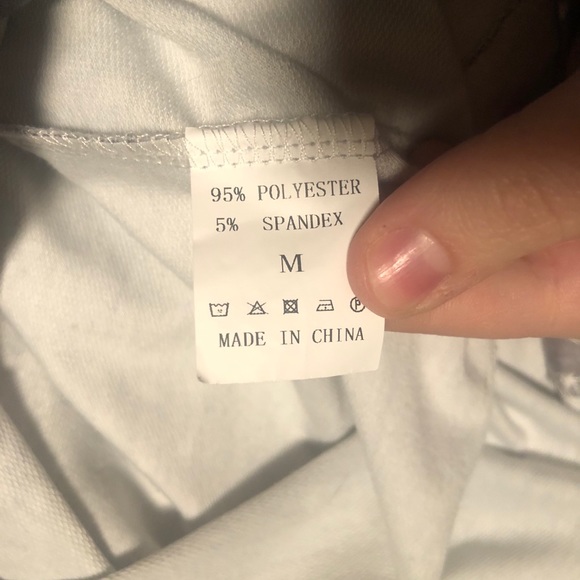 95% POLYESTER
5% SPANDEX
M
MADE IN CHINA